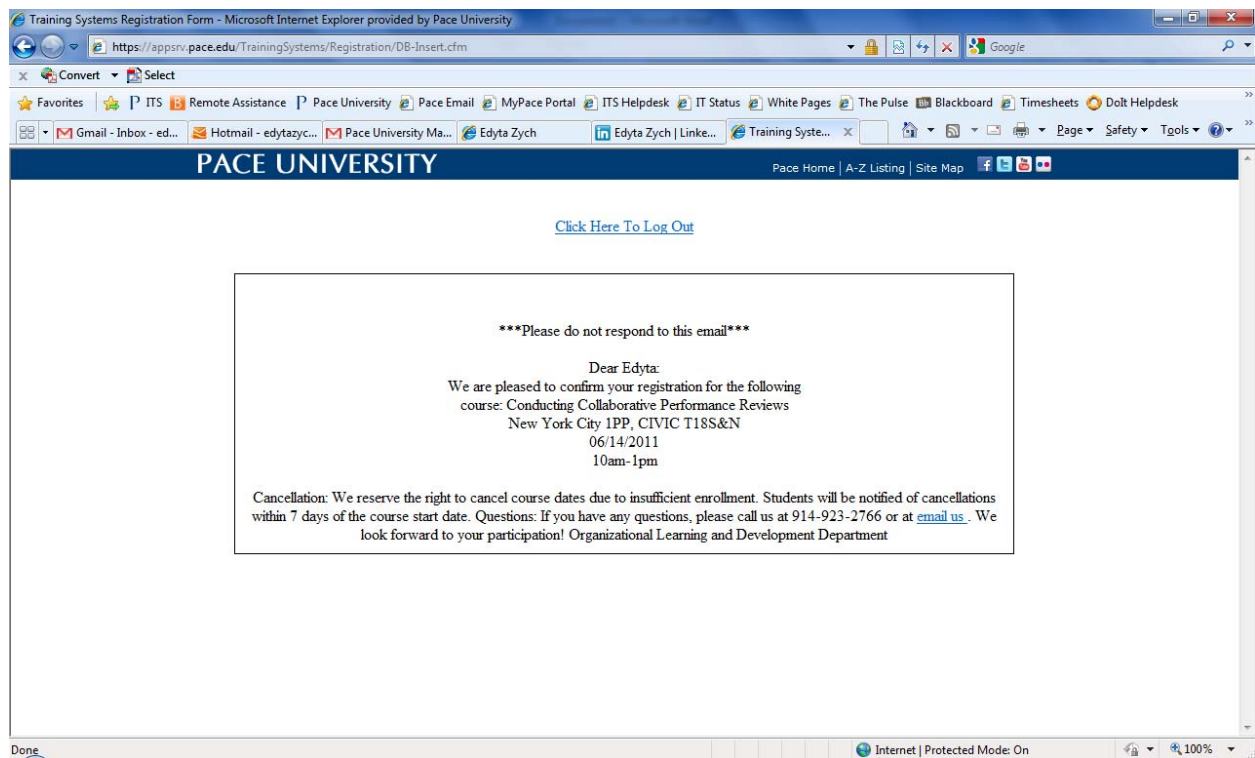 Training Systems Registration Form - Microsoft Internet Explorer provided by Pace University
https://appsrv.pace.edu/TrainingSystems/Registration/DB-Insert.cfm
Google
x Convert Select
Favorites ITS Remote Assistance Pace University Pace Email MyPace Portal ITS Helpdesk IT Status White Pages The Pulse Blackboard Timesheets DoIt Helpdesk
Gmail - Inbox - ed... Hotmail - edytazyc... Pace University Ma... Edyta Zych Edyta Zych | Linke... Training Syste... x Page Safety Tools
PACE UNIVERSITY
Pace Home | A-Z Listing | Site Map
Click Here To Log Out
***Please do not respond to this email***
Dear Edyta:
We are pleased to confirm your registration for the following
course: Conducting Collaborative Performance Reviews
New York City 1PP, CIVIC T18S&N
06/14/2011
10am-1pm
Cancellation: We reserve the right to cancel course dates due to insufficient enrollment. Students will be notified of cancellations
within 7 days of the course start date. Questions: If you have any questions, please call us at 914-923-2766 or at email us . We
look forward to your participation! Organizational Learning and Development Department
Done
Internet | Protected Mode: On
100%